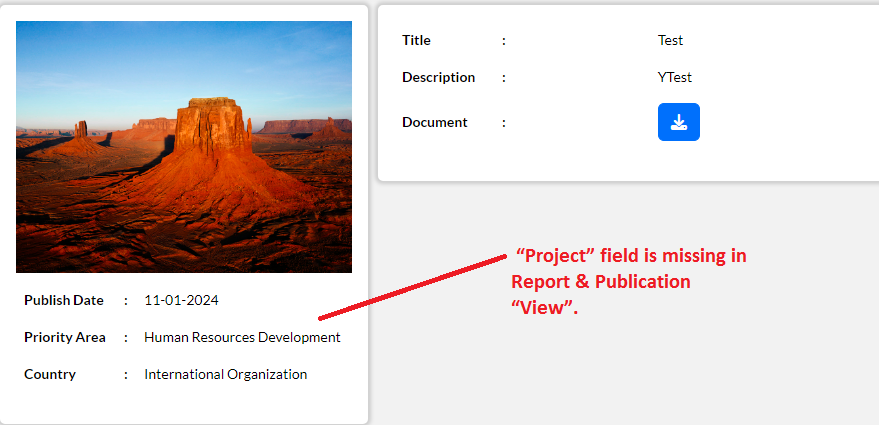 Title : Test
Description : YTest
Document :
Publish Date : 11-01-2024
Priority Area : Human Resources Development
Country : International Organization
“Project” field is missing in
Report & Publication
“View”.